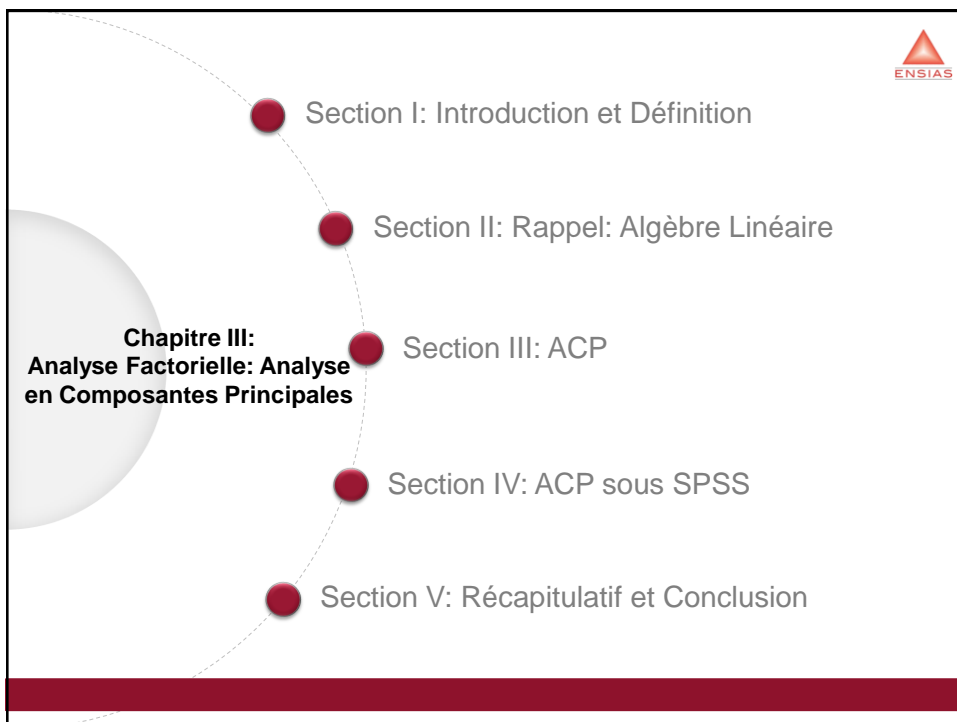 ENSIAS
Section I: Introduction et Définition
Section II: Rappel: Algèbre Linéaire
Chapitre III:
Analyse Factorielle: Analyse
en Composantes Principales
Section III: ACP
Section IV: ACP sous SPSS
Section V: Récapitulatif et Conclusion